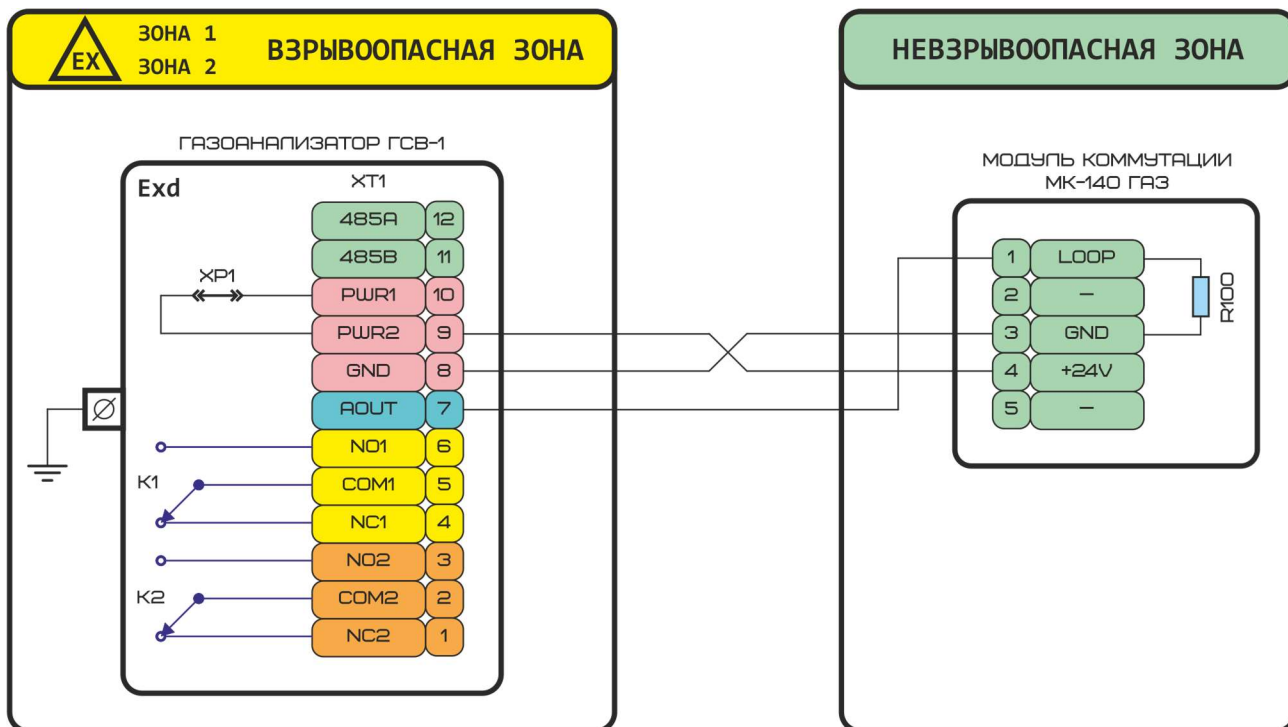 ЗОНА 1
ЗОНА 2
EX
ВЗРЫВООПАСНАЯ ЗОНА
НЕВЗРЫВООПАСНАЯ ЗОНА
ГАЗОАНАЛИЗАТОР ГСВ-1
Exd
XT1
485A 12
485B 11
XP1
PWR1 10
PWR2 9
GND 8
AOUT 7
NO1 6
K1
COM1 5
NC1 4
NO2 3
K2
COM2 2
NC2 1
МОДУЛЬ КОММУТАЦИИ
МК-140 ГАЗ
1 LOOP
2 –
3 GND
4 +24V
5 –
R100